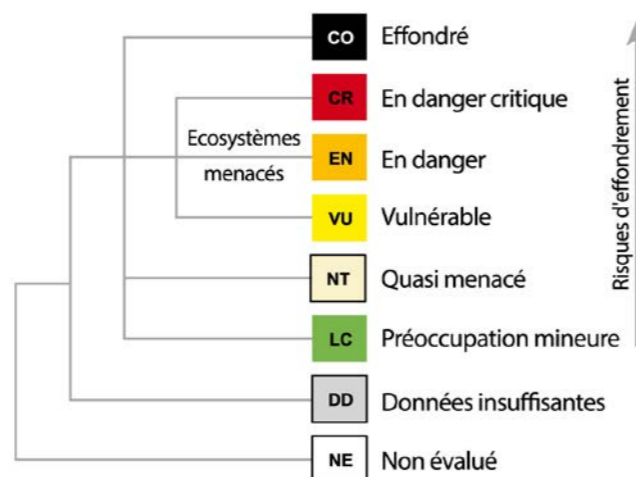 CO Effondré
CR En danger critique
Ecosystèmes
menacés
EN En danger
VU Vulnérable
NT Quasi menacé
LC Préoccupation mineure
DD Données insuffisantes
NE Non évalué
Risques d'effondrement